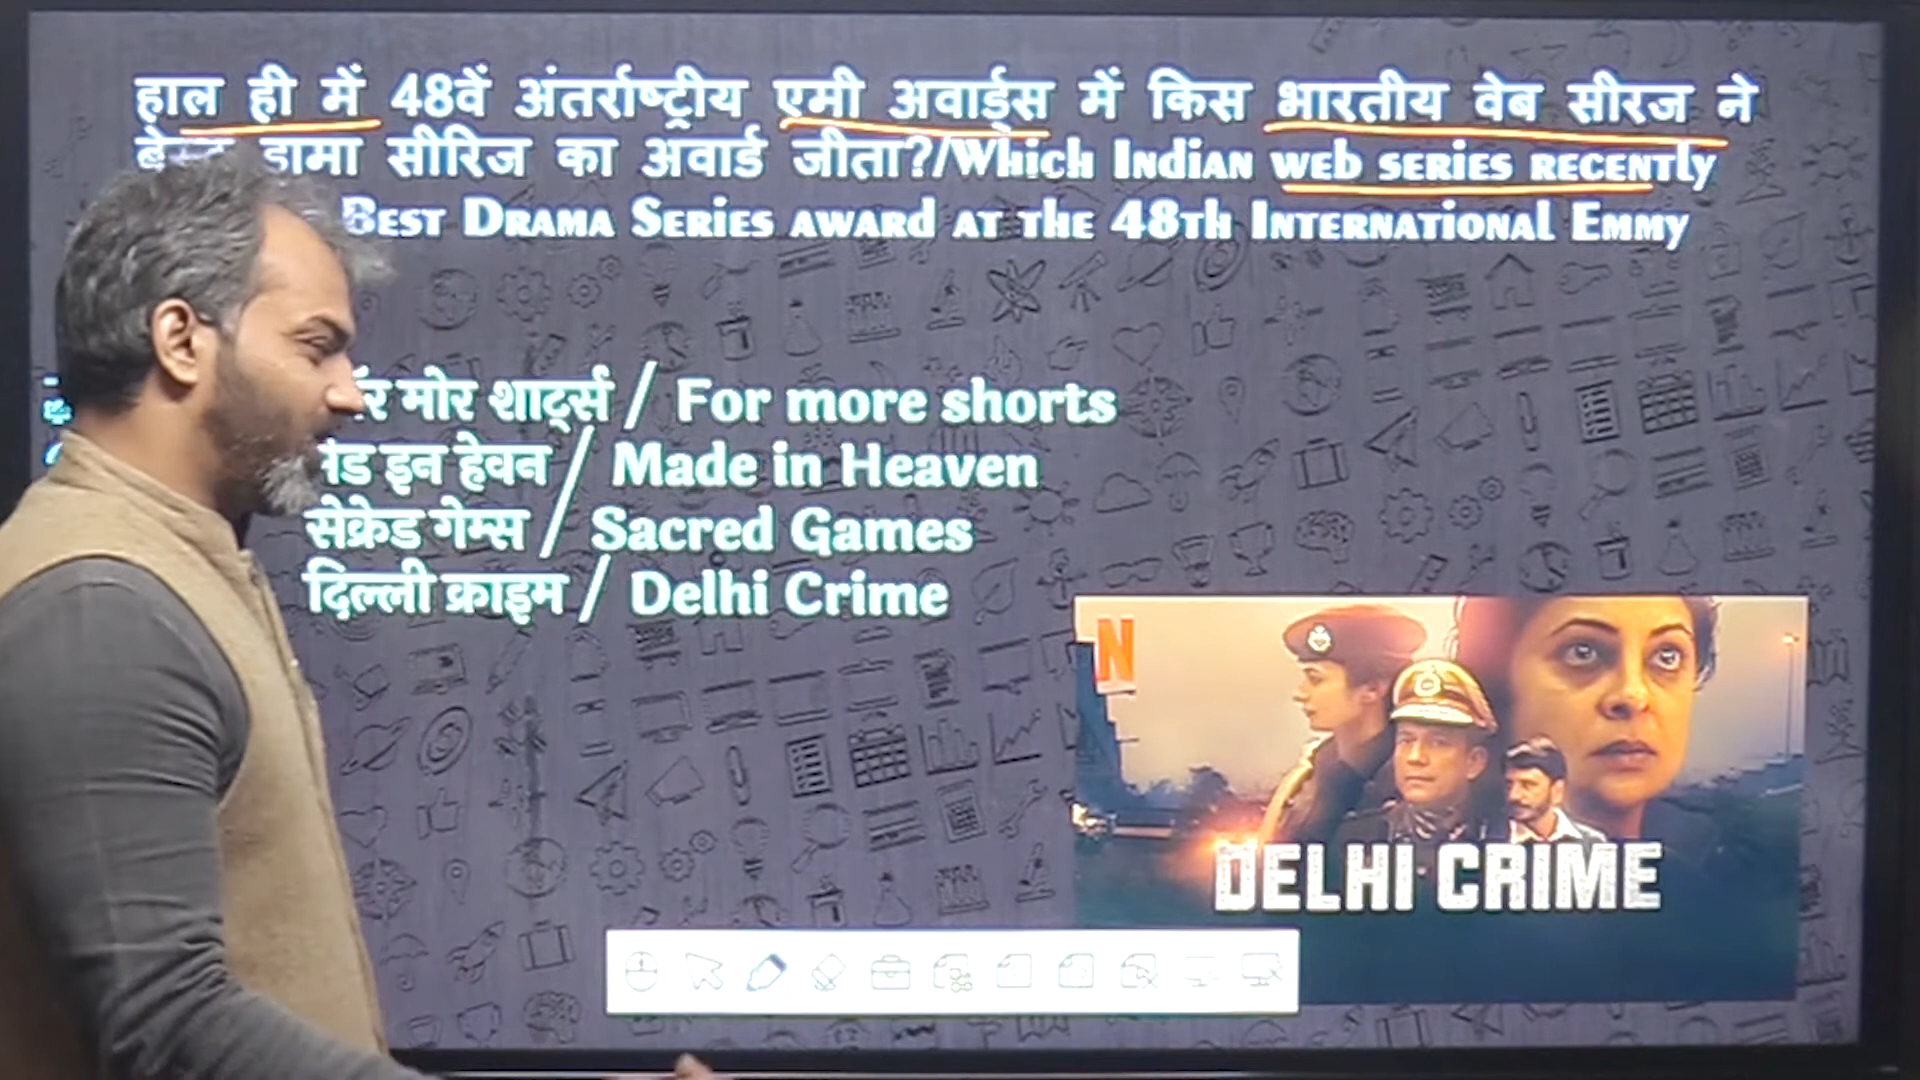 हाल ही में 48वें अंतर्राष्ट्रीय एमी अवार्ड्स में किस भारतीय वेब सीरज ने
सीरिज का अवार्ड जीता?/Which Indian web series recently
Best Drama Series award at the 48th International Emmy
मोर शार्ट्स / For more shorts
इन हेवन / Made in Heaven
सेक्रेड गेम्स / Sacred Games
दिल्ली क्राइम / Delhi Crime
N
DELHI CRIME